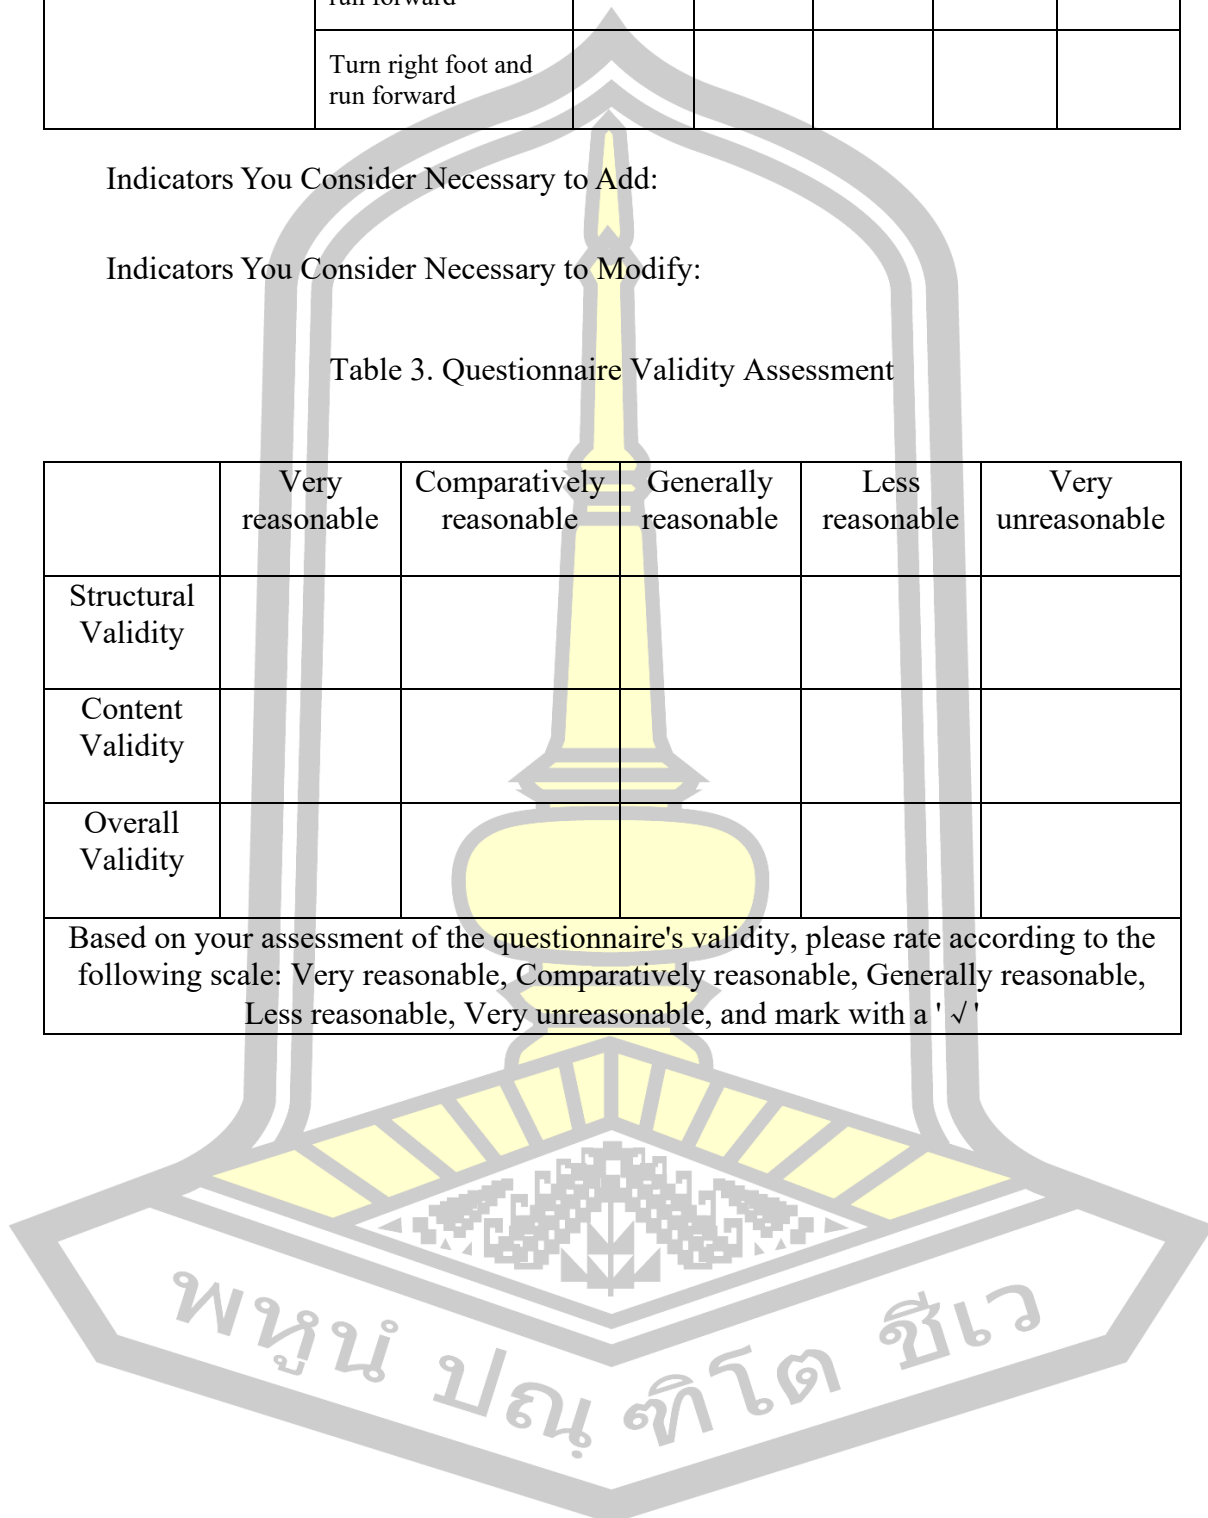 run forward
Turn right foot and
run forward
Indicators You Consider Necessary to Add:
Indicators You Consider Necessary to Modify:
Table 3. Questionnaire Validity Assessment
Very reasonable Comparatively reasonable Generally reasonable Less reasonable Very unreasonable
Structural
Validity
Content
Validity
Overall
Validity
Based on your assessment of the questionnaire's validity, please rate according to the
following scale: Very reasonable, Comparatively reasonable, Generally reasonable,
Less reasonable, Very unreasonable, and mark with a ' √ '
พหูนํ ปณฺฑิโต ชีเว